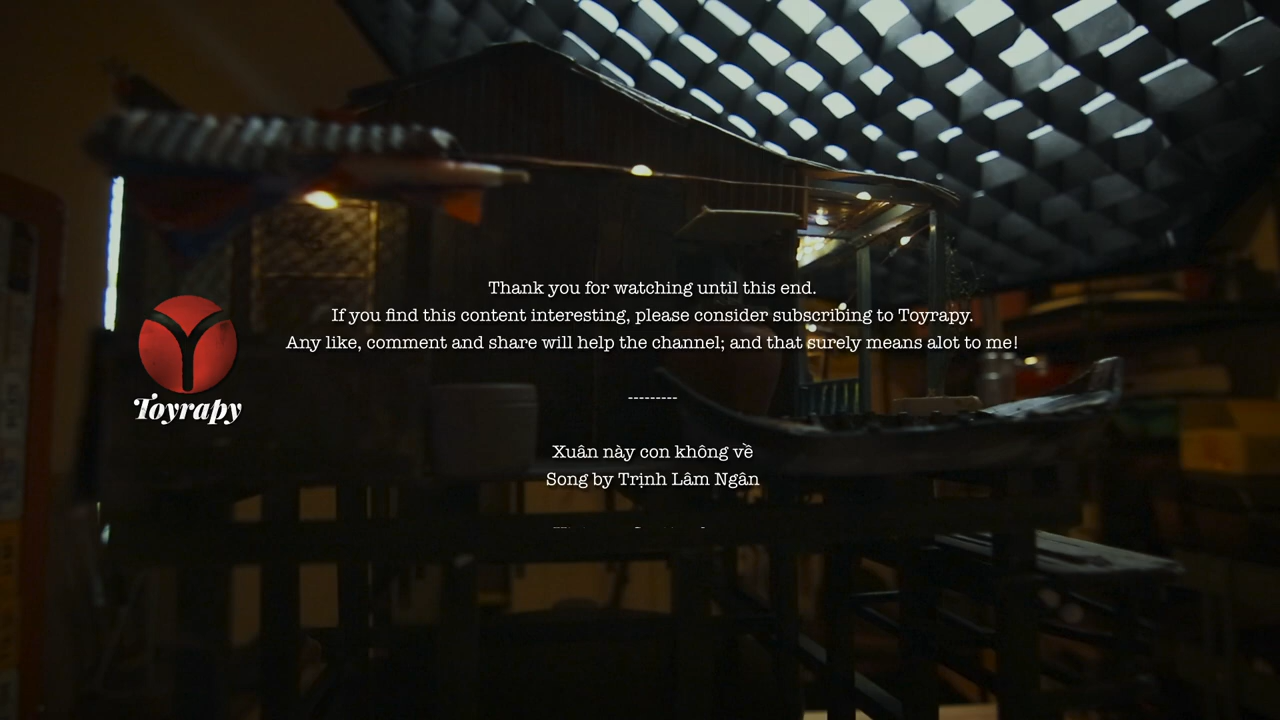 Thank you for watching until this end.
If you find this content interesting, please consider subscribing to Toyrapy.
Any like, comment and share will help the channel; and that surely means alot to me!
---------
Toyrapy
Xuân này con không về
Song by Trịnh Lâm Ngân